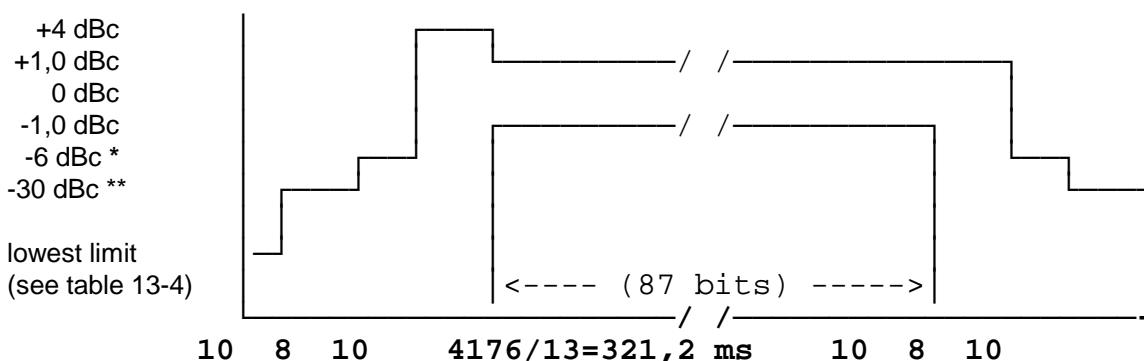 +4 dBc
+1,0 dBc
0 dBc
-1,0 dBc
-6 dBc *
-30 dBc **
lowest limit
(see table 13-4)
<---- (87 bits) ----->
10 8 10 4176/13=321,2 ms 10 8 10